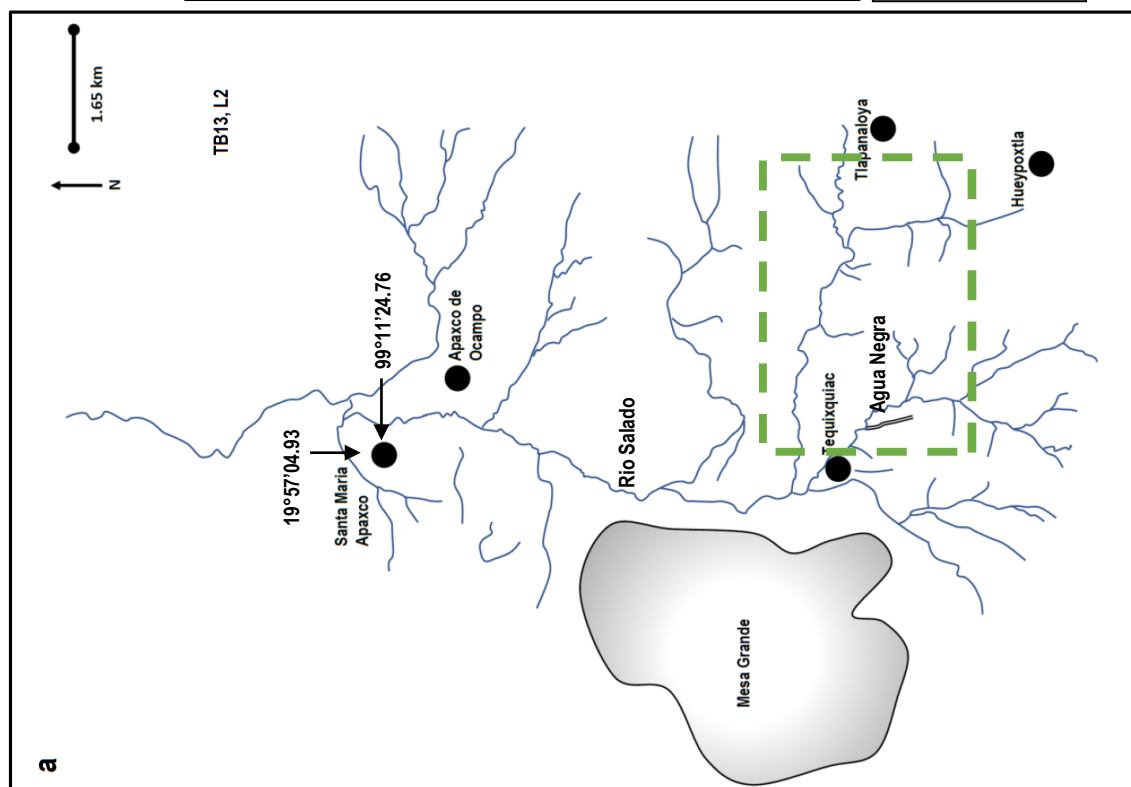 a
1.65 km
N
TB13, L2
19°57'04.93
99°11'24.76
Santa Maria
Apaxco
Apaxco de
Ocampo
Rio Salado
Mesa Grande
Tequixquiac
Agua Negra
Tlapanaloya
Hueypoxtla